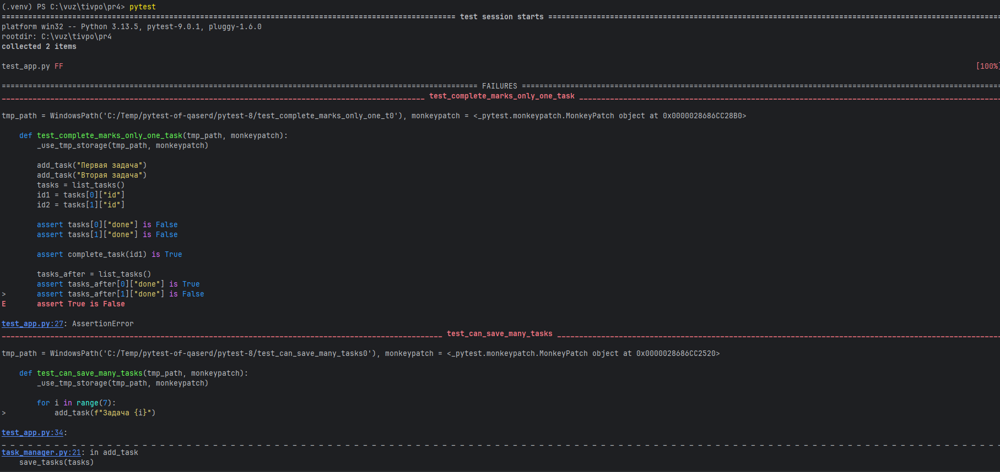 (.venv) PS C:\vuz\tivpo\pr4> pytest
======================================================================================================= test session starts =======================================================================================================
platform win32 -- Python 3.13.5, pytest-9.0.1, pluggy-1.6.0
rootdir: C:\vuz\tivpo\pr4
collected 2 items
test_app.py FF [100%]
============================================================================================================ FAILURES =============================================================================================================
________________________________________________________________________________________________ test_complete_marks_only_one_task ________________________________________________________________________________________________
tmp_path = WindowsPath('C:/Temp/pytest-of-qaserd/pytest-8/test_complete_marks_only_one_t0'), monkeypatch = <_pytest.monkeypatch.MonkeyPatch object at 0x0000028686CC28B0>
    def test_complete_marks_only_one_task(tmp_path, monkeypatch):
        _use_tmp_storage(tmp_path, monkeypatch)
        add_task("Первая задача")
        add_task("Вторая задача")
        tasks = list_tasks()
        id1 = tasks[0]["id"]
        id2 = tasks[1]["id"]
        assert tasks[0]["done"] is False
        assert tasks[1]["done"] is False
        assert complete_task(id1) is True
        tasks_after = list_tasks()
        assert tasks_after[0]["done"] is True
>       assert tasks_after[1]["done"] is False
E       assert True is False
test_app.py:27: AssertionError
____________________________________________________________________________________________________ test_can_save_many_tasks _____________________________________________________________________________________________________
tmp_path = WindowsPath('C:/Temp/pytest-of-qaserd/pytest-8/test_can_save_many_tasks0'), monkeypatch = <_pytest.monkeypatch.MonkeyPatch object at 0x0000028686CC2520>
    def test_can_save_many_tasks(tmp_path, monkeypatch):
        _use_tmp_storage(tmp_path, monkeypatch)
        for i in range(7):
>           add_task(f"Задача {i}")
test_app.py:34:
_ _ _ _ _ _ _ _ _ _ _ _ _ _ _ _ _ _ _ _ _ _ _ _ _ _ _ _ _ _ _ _ _ _ _ _ _ _ _ _ _ _ _ _ _ _ _ _ _ _ _ _ _ _ _ _ _ _ _ _ _ _ _ _ _ _ _ _ _ _ _ _ _ _ _ _ _ _ _ _ _ _ _ _ _ _ _ _ _ _ _ _ _ _ _ _ _ _ _ _ _ _ _ _ _ _ _ _ _ _ _ _ _ _
task_manager.py:21: in add_task
    save_tasks(tasks)